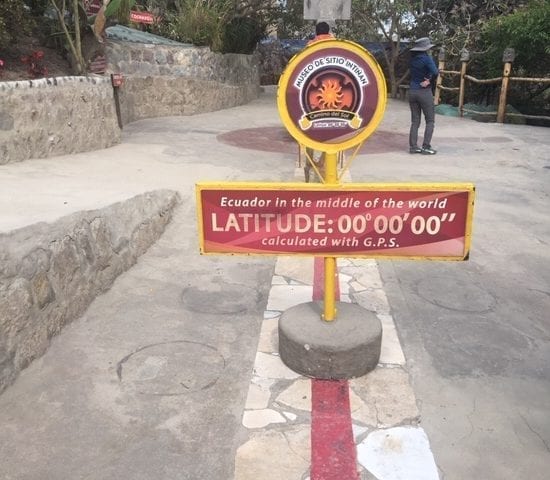 MUSEO DE SITIO INTIÑAN
Camino del Sol
Ecuador in the middle of the world
LATITUDE: 00° 00' 00"
calculated with G.P.S.